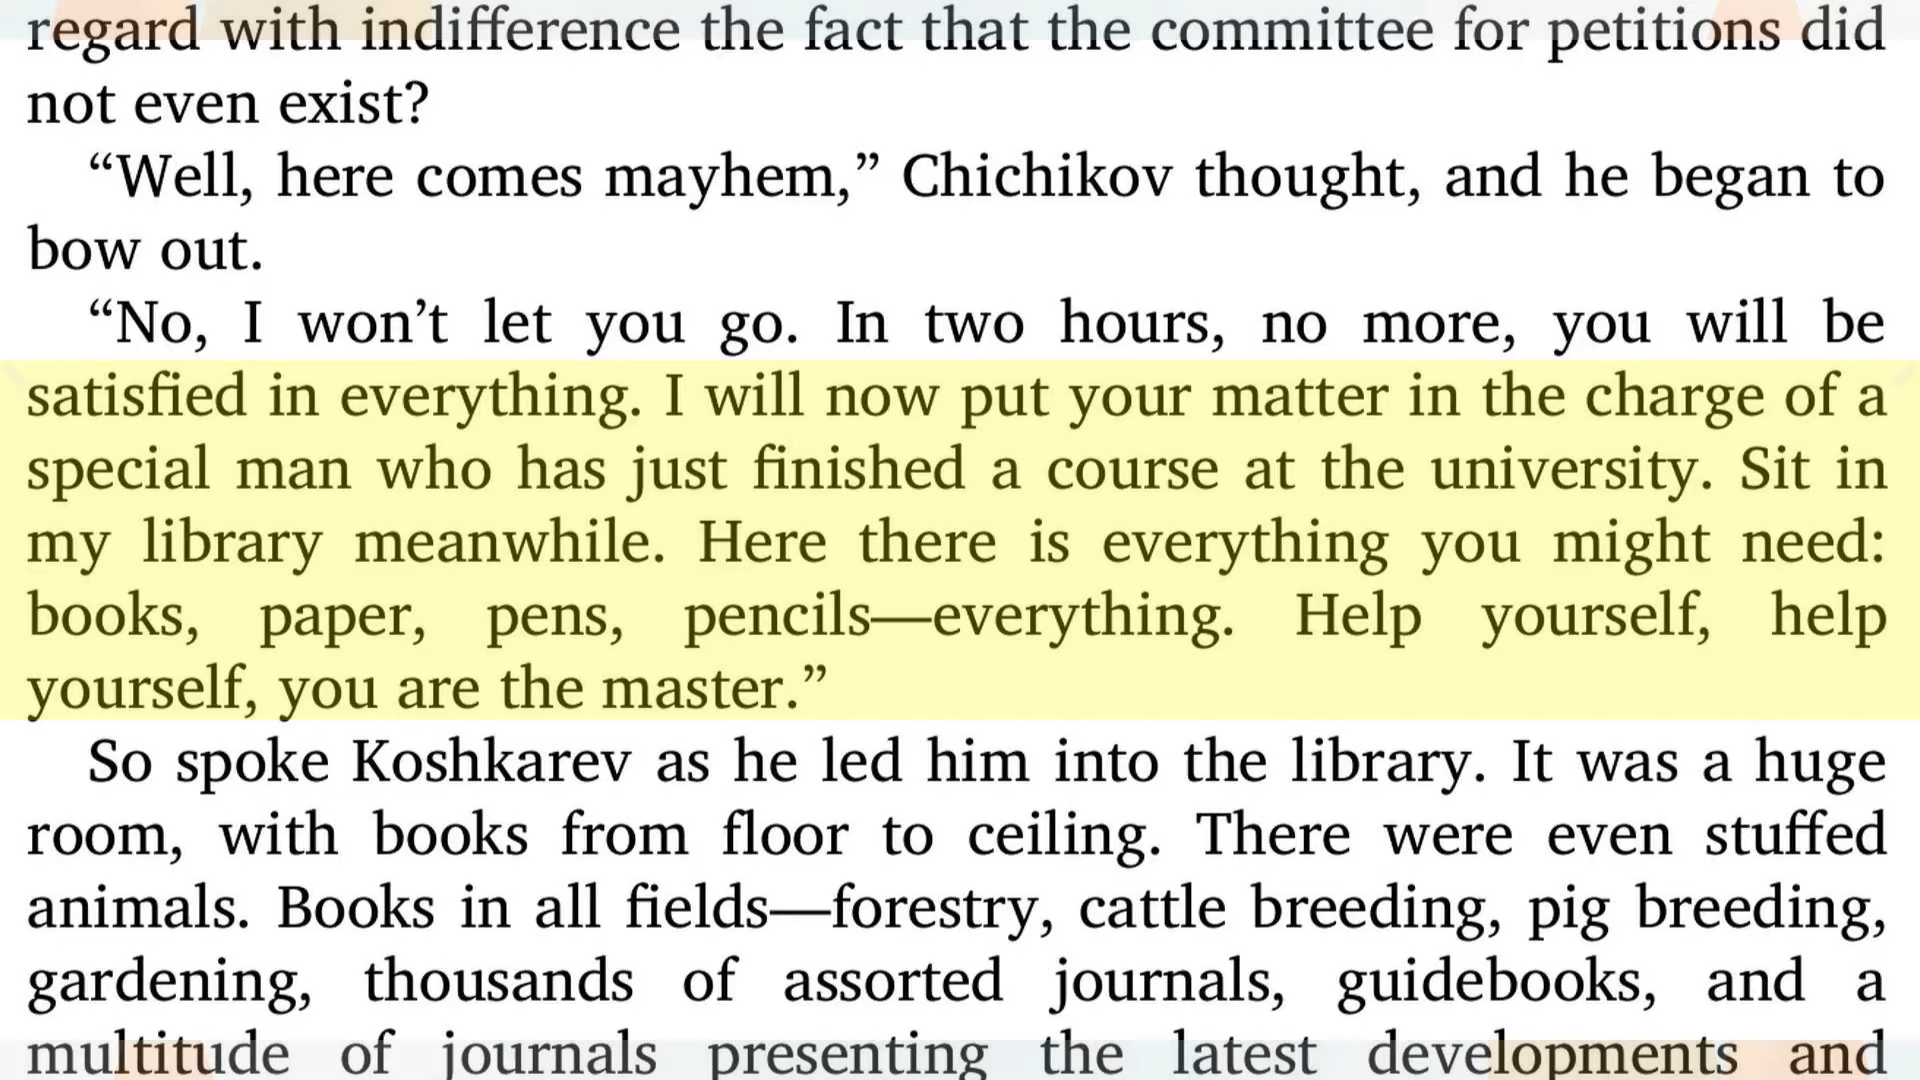 regard with indifference the fact that the committee for petitions did
not even exist?
“Well, here comes mayhem,” Chichikov thought, and he began to
bow out.
“No, I won’t let you go. In two hours, no more, you will be
satisfied in everything. I will now put your matter in the charge of a
special man who has just finished a course at the university. Sit in
my library meanwhile. Here there is everything you might need:
books, paper, pens, pencils—everything. Help yourself, help
yourself, you are the master.”
So spoke Koshkarev as he led him into the library. It was a huge
room, with books from floor to ceiling. There were even stuffed
animals. Books in all fields—forestry, cattle breeding, pig breeding,
gardening, thousands of assorted journals, guidebooks, and a
multitude of journals presenting the latest developments and